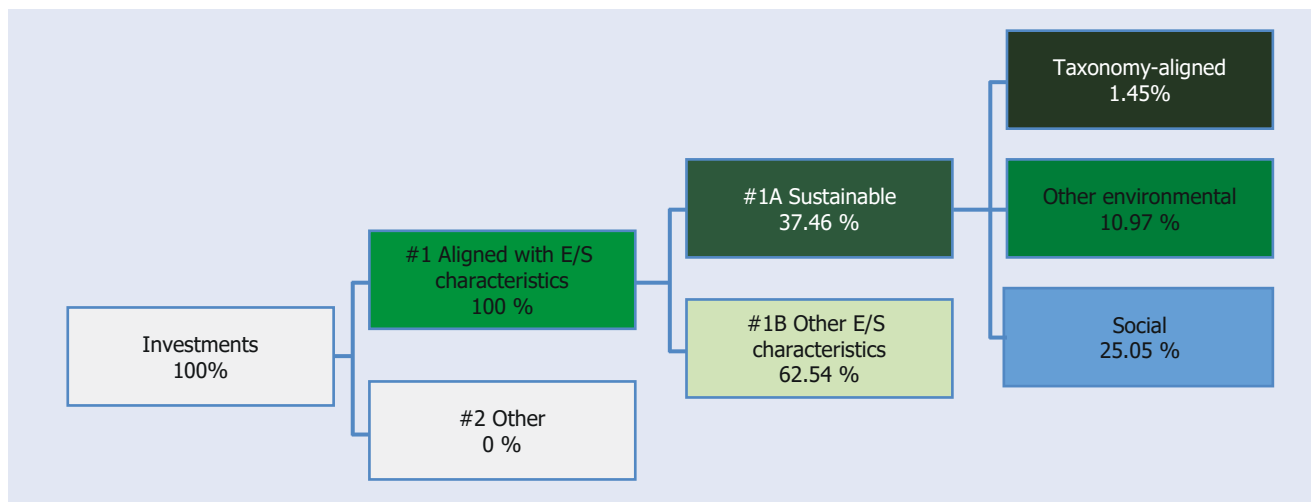 Investments
100%
#1 Aligned with E/S
characteristics
100 %
#2 Other
0 %
#1A Sustainable
37.46 %
#1B Other E/S
characteristics
62.54 %
Taxonomy-aligned
1.45%
Other environmental
10.97 %
Social
25.05 %